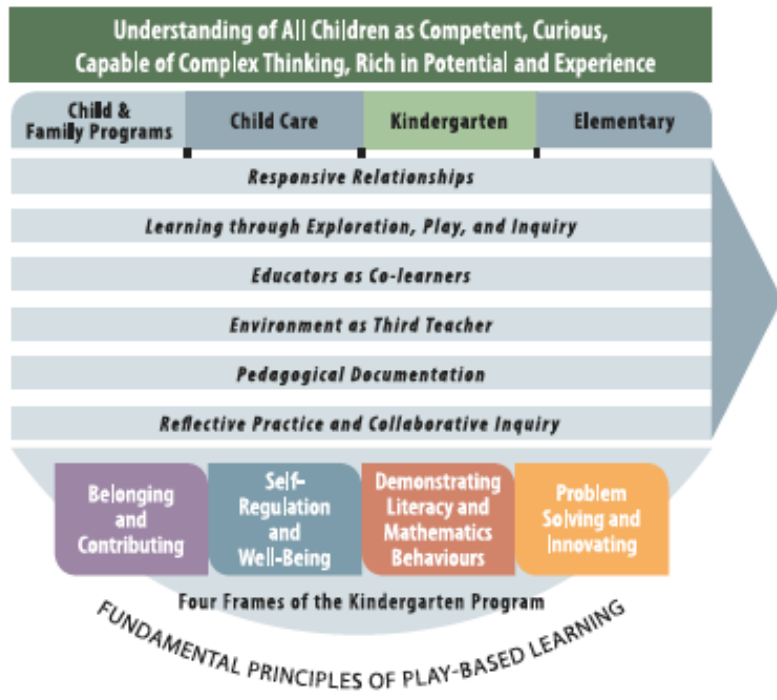 Understanding of All Children as Competent, Curious,
Capable of Complex Thinking, Rich in Potential and Experience
Child &
Family Programs
Child Care
Kindergarten
Elementary
Responsive Relationships
Learning through Exploration, Play, and Inquiry
Educators as Co-learners
Environment as Third Teacher
Pedagogical Documentation
Reflective Practice and Collaborative Inquiry
Belonging
and
Contributing
Self-
Regulation
and
Well-Being
Demonstrating
Literacy and
Mathematics
Behaviours
Problem
Solving and
Innovating
Four Frames of the Kindergarten Program
FUNDAMENTAL PRINCIPLES OF PLAY-BASED LEARNING